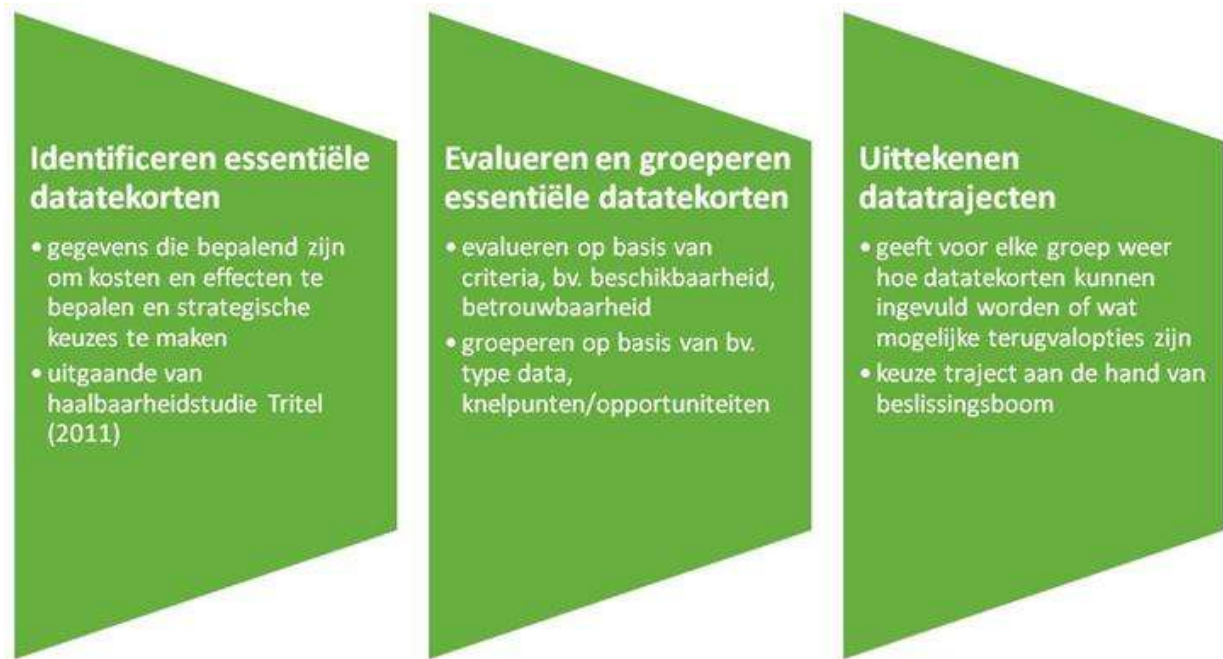 Identificeren essentiële
datatekorten
• gegevens die bepalend zijn
om kosten en effecten te
bepalen en strategische
keuzes te maken
• uitgaande van
haalbaarheidstudie Tritel
(2011)
Evalueren en groeperen
essentiële datatekorten
• evalueren op basis van
criteria, bv. beschikbaarheid,
betrouwbaarheid
• groeperen op basis van bv.
type data,
knelpunten/opportuniteiten
Uittekenen
datatrajecten
• geeft voor elke groep weer
hoe datatekorten kunnen
ingevuld worden of wat
mogelijke terugvalopties zijn
• keuze traject aan de hand van
beslissingsboom